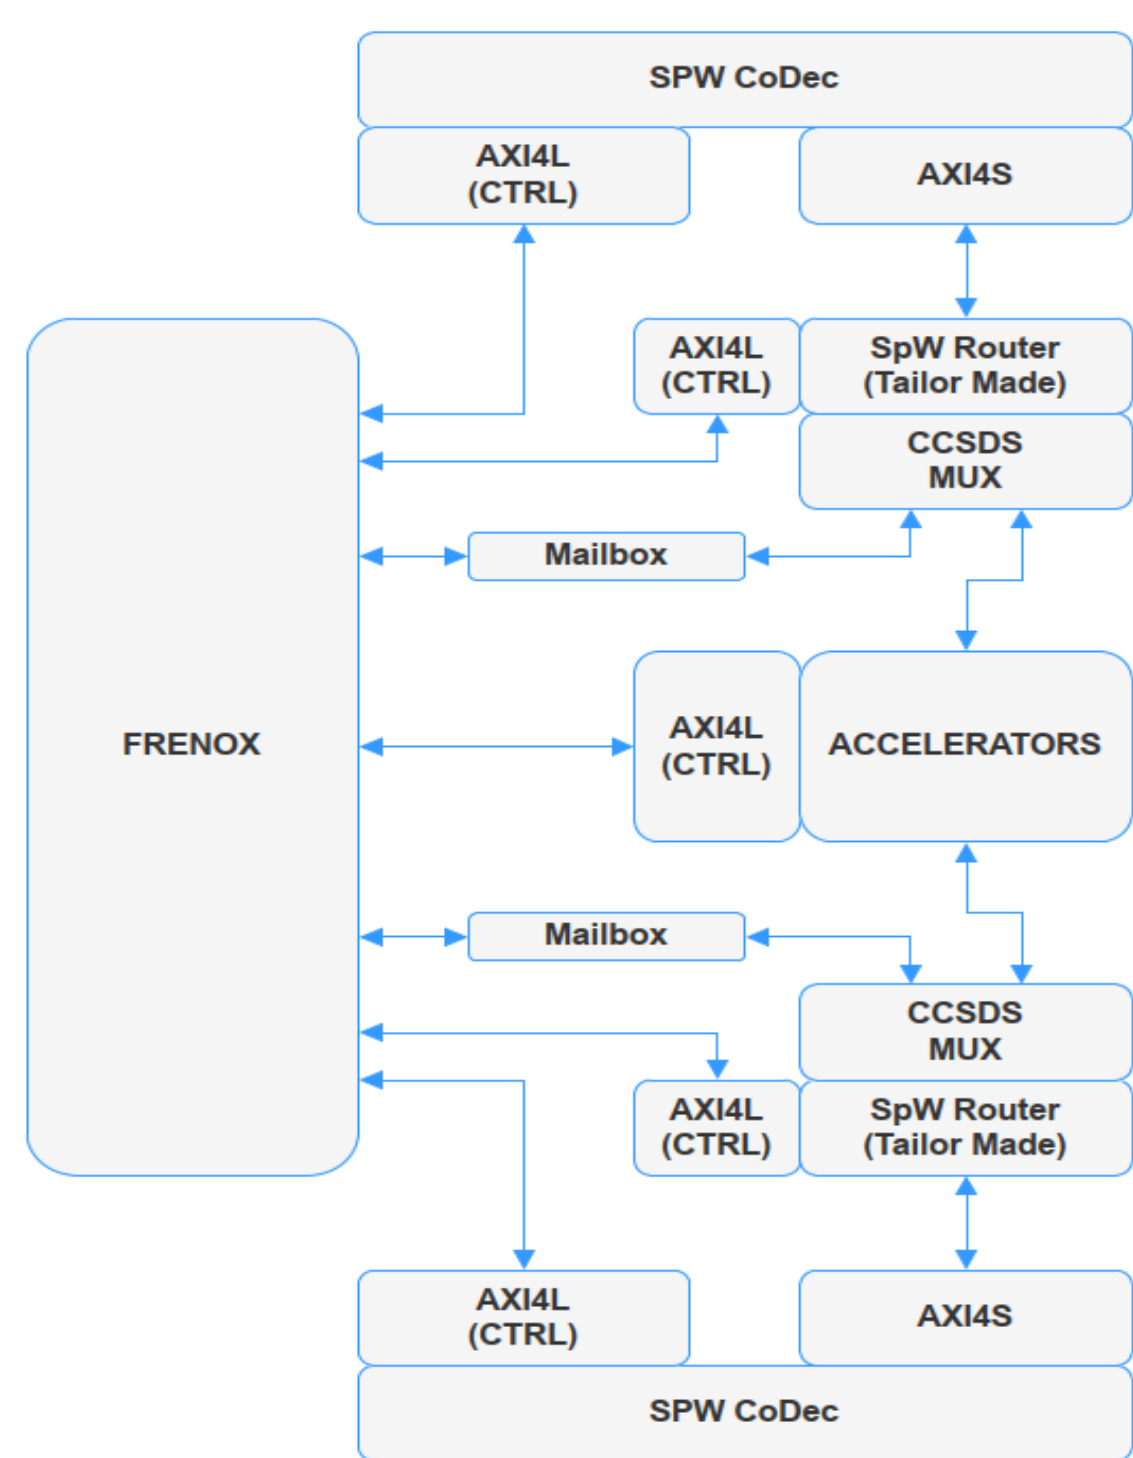 SPW CoDec
AXI4L
(CTRL)
AXI4S
AXI4L
(CTRL)
SpW Router
(Tailor Made)
CCSDS
MUX
Mailbox
FRENOX
AXI4L
(CTRL)
ACCELERATORS
Mailbox
CCSDS
MUX
AXI4L
(CTRL)
SpW Router
(Tailor Made)
AXI4L
(CTRL)
AXI4S
SPW CoDec